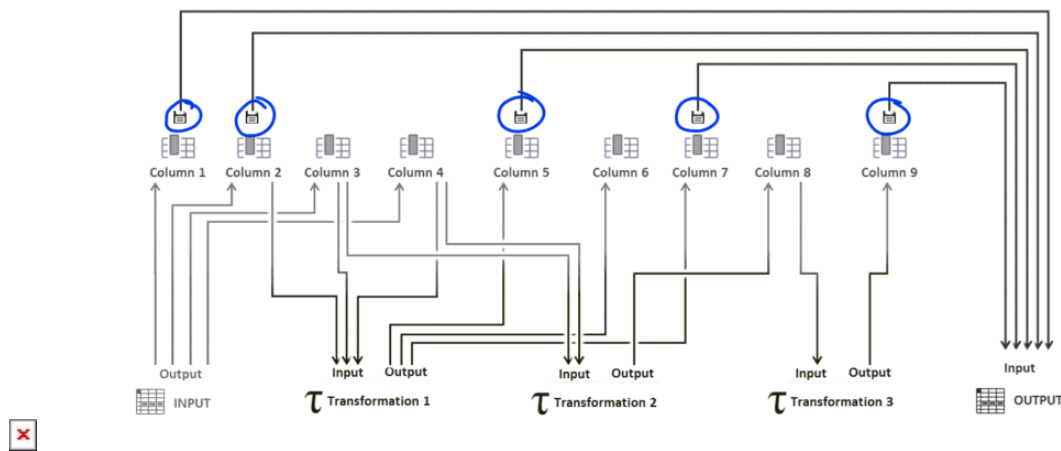 Column 1 Column 2 Column 3 Column 4 Column 5 Column 6 Column 7 Column 8 Column 9
Output Input Output Input Output Input Output Input
INPUT τ Transformation 1 τ Transformation 2 τ Transformation 3 OUTPUT